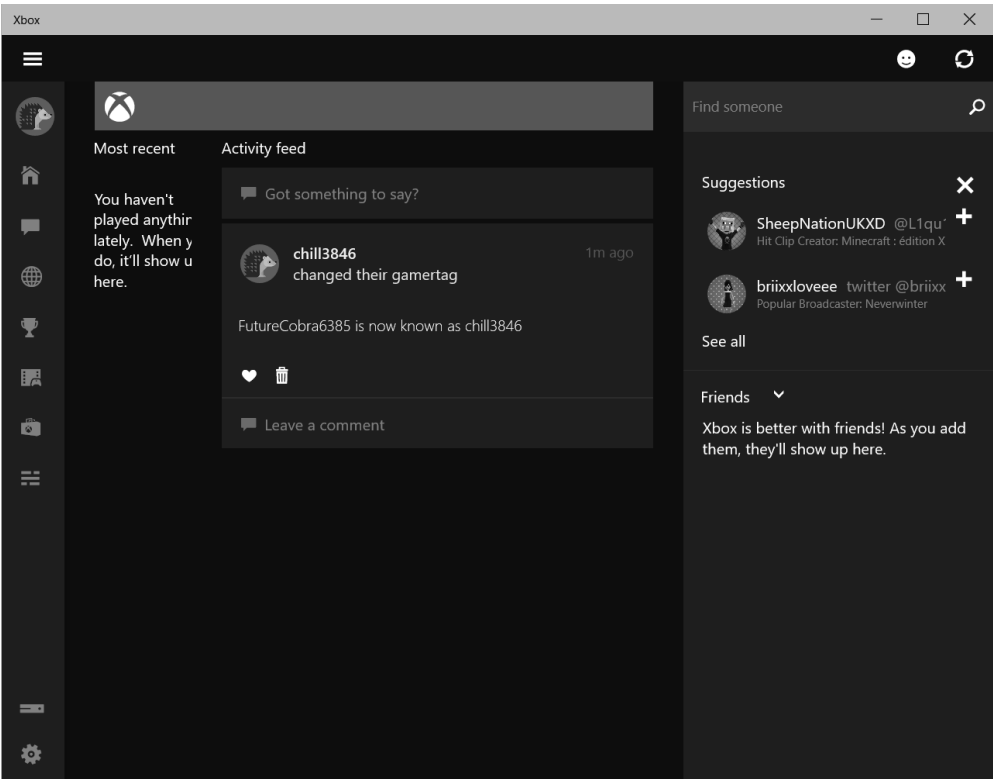 Xbox
Find someone
Most recent
Activity feed
You haven't
played anythin
lately. When y
do, it'll show u
here.
Got something to say?
chill3846
1m ago
changed their gamertag
FutureCobra6385 is now known as chill3846
Leave a comment
Suggestions
SheepNationUKXD @L1qu
Hit Clip Creator: Minecraft : édition X
briixxloveee twitter @briixx
Popular Broadcaster: Neverwinter
See all
Friends
Xbox is better with friends! As you add
them, they'll show up here.